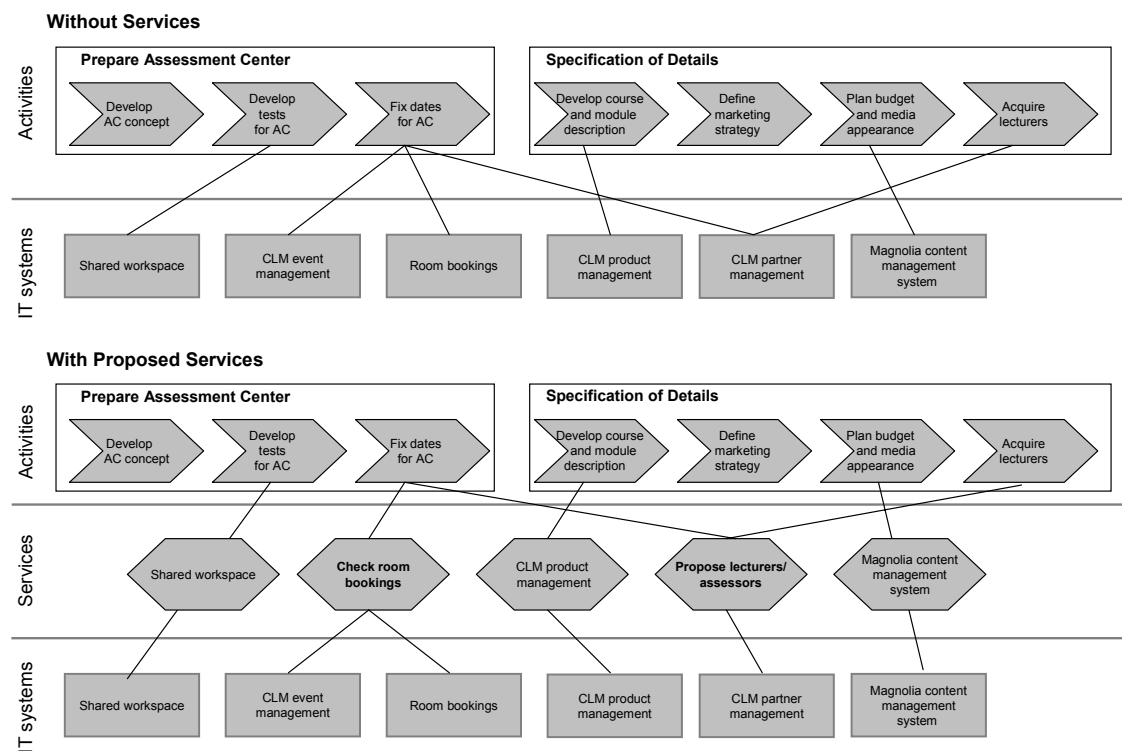 Without Services
Activities
Prepare Assessment Center
Develop
AC concept
Develop
tests
for AC
Fix dates
for AC
Specification of Details
Develop course
and module
description
Define
marketing
strategy
Plan budget
and media
appearance
Acquire
lecturers
IT systems
Shared workspace
CLM event
management
Room bookings
CLM product
management
CLM partner
management
Magnolia content
management
system
With Proposed Services
Activities
Prepare Assessment Center
Develop
AC concept
Develop
tests
for AC
Fix dates
for AC
Specification of Details
Develop course
and module
description
Define
marketing
strategy
Plan budget
and media
appearance
Acquire
lecturers
Services
Shared workspace
Check room
bookings
CLM product
management
Propose lecturers/
assessors
Magnolia content
management
system
IT systems
Shared workspace
CLM event
management
Room bookings
CLM product
management
CLM partner
management
Magnolia content
management
system